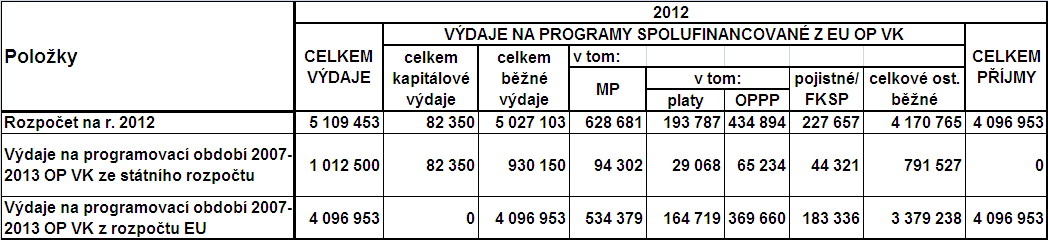 2012
VÝDAJE NA PROGRAMY SPOLUFINANCOVANÉ Z EU OP VK
Položky
CELKEM VÝDAJE
celkem kapitálové výdaje
celkem běžné výdaje
v tom:
MP
v tom:
platy
OPPP
pojistné/ FKSP
celkové ost. běžné
CELKEM PŘÍJMY
Rozpočet na r. 2012 5 109 453 82 350 5 027 103 628 681 193 787 434 894 227 657 4 170 765 4 096 953
Výdaje na programovací období 2007-
2013 OP VK ze státního rozpočtu 1 012 500 82 350 930 150 94 302 29 068 65 234 44 321 791 527 0
Výdaje na programovací období 2007-
2013 OP VK z rozpočtu EU 4 096 953 0 4 096 953 534 379 164 719 369 660 183 336 3 379 238 4 096 953